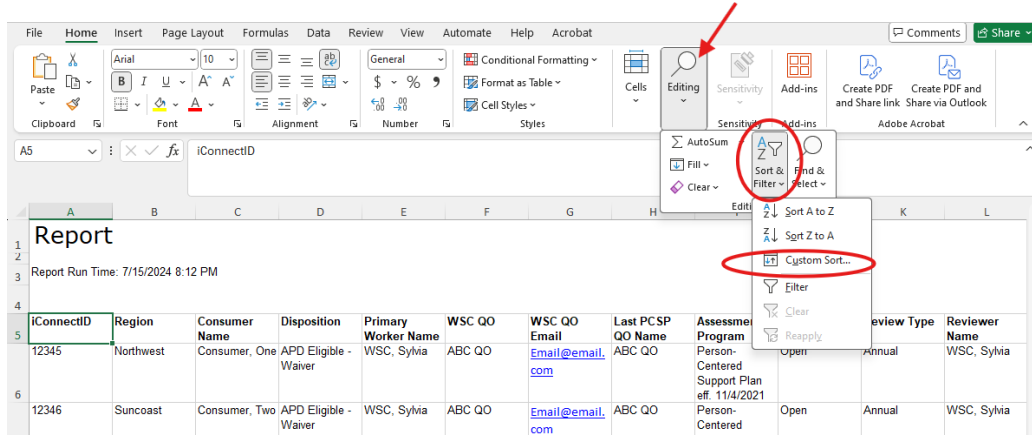 File Home Insert Page Layout Formulas Data Review View Automate Help Acrobat Comments Share
Arial 10 General Conditional Formatting
Paste B I U A A $ % 9 Format as Table Cells Editing Sensitivity Add-ins Create PDF and Share link Create PDF and Share via Outlook
A Cell Styles
Clipboard Font Alignment Number Styles Sensitivity Add-ins Adobe Acrobat
AutoSum
Fill
Clear
Sort & Filter
Find & Select
A5 fx iConnectID
Sort A to Z
Sort Z to A
Custom Sort...
Filter
Clear
Reapply
A B C D E F G H K L
1 Report
2
3 Report Run Time: 7/15/2024 8:12 PM
4
5 iConnectID Region Consumer Name Disposition Primary Worker Name WSC QO WSC QO Email Last PCSP QO Name Program Reviewer Name
6 12345 Northwest Consumer, One APD Eligible - Waiver WSC, Sylvia ABC QO Email@email.com ABC QO Person-Centered Support Plan eff. 11/4/2021 Open Annual WSC, Sylvia
12346 Suncoast Consumer, Two APD Eligible - Waiver WSC, Sylvia ABC QO Email@email.com ABC QO Person-Centered Open Annual WSC, Sylvia